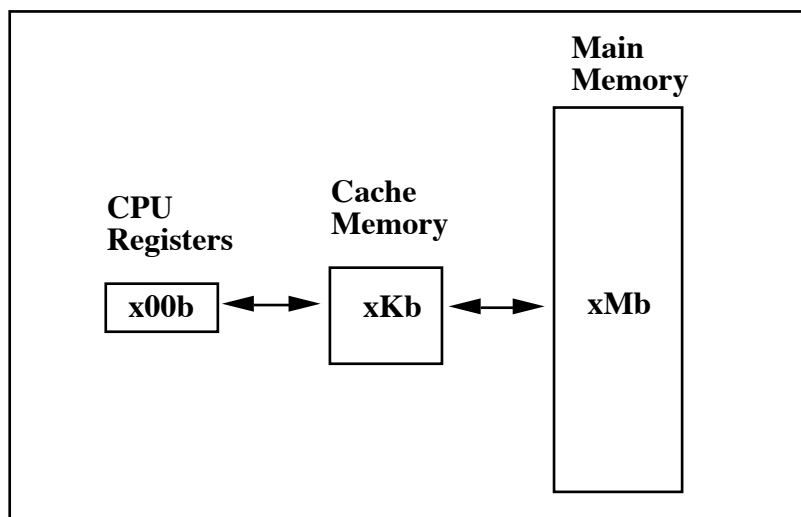 CPU
Registers
x00b
Cache
Memory
xKb
Main
Memory
xMb